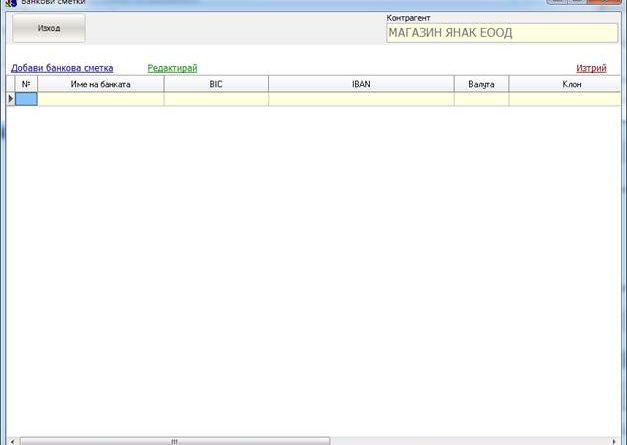 Банкови сметки
Контрагент
Изход
МАГАЗИН ЯНАК ЕООД
Добави банкова сметка Редактирай Изтрий
№ Име на банката BIC IBAN Валута Клон